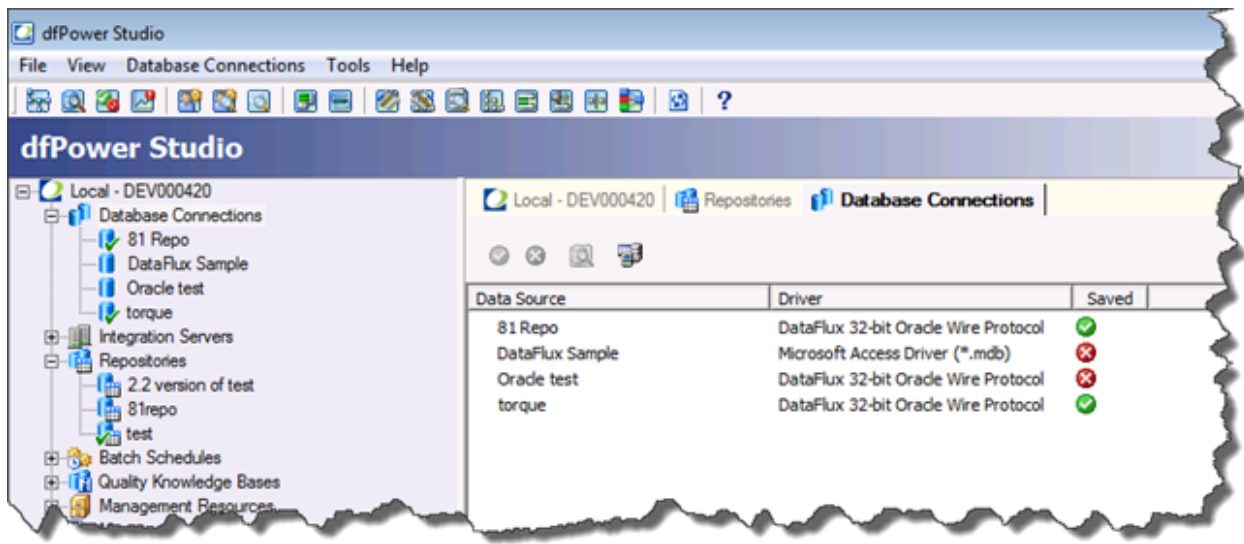 dfPower Studio
File View Database Connections Tools Help
?
dfPower Studio
Local - DEV000420
Database Connections
81 Repo
DataFlux Sample
Oracle test
torque
Integration Servers
Repositories
2.2 version of test
81repo
test
Batch Schedules
Quality Knowledge Bases
Management Resources
Local - DEV000420 Repositories Database Connections
Data Source Driver Saved
81 Repo DataFlux 32-bit Oracle Wire Protocol
DataFlux Sample Microsoft Access Driver (*.mdb)
Oracle test DataFlux 32-bit Oracle Wire Protocol
torque DataFlux 32-bit Oracle Wire Protocol